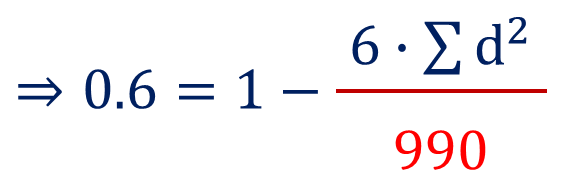 ⇒ 0.6 = 1 − (6 · ∑ d²) / 990